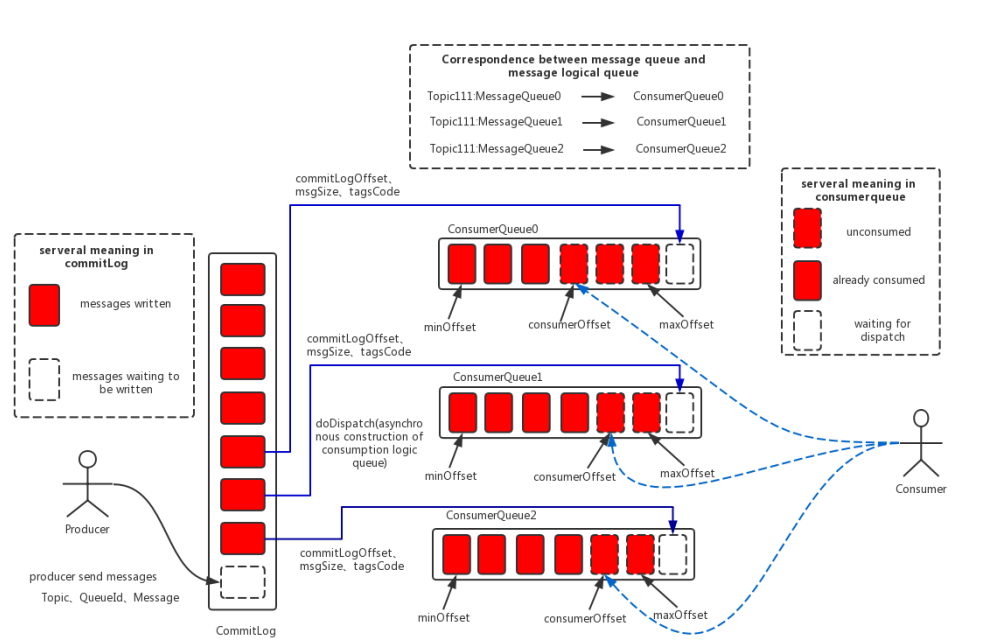 Correspondence between message queue and
message logical queue
Topic111:MessageQueue0
ConsumerQueue0
Topic111:MessageQueue1
ConsumerQueue1
Topic111:MessageQueue2
ConsumerQueue2
serveral meaning in
consumerqueue
unconsumed
already consumed
waiting for
dispatch
serveral meaning in
commitLog
messages written
messages waiting to
be written
commitLogOffset、
msgSize、tagsCode
ConsumerQueue0
minOffset
consumerOffset
maxOffset
commitLogOffset、
msgSize、tagsCode
ConsumerQueue1
doDispatch(asynchro
nous construction of
consumption logic
queue)
minOffset
consumerOffset
maxOffset
Consumer
Producer
ConsumerQueue2
commitLogOffset、
msgSize、tagsCode
minOffset
consumerOffset
maxOffset
producer send messages
Topic、QueueId、Message
CommitLog